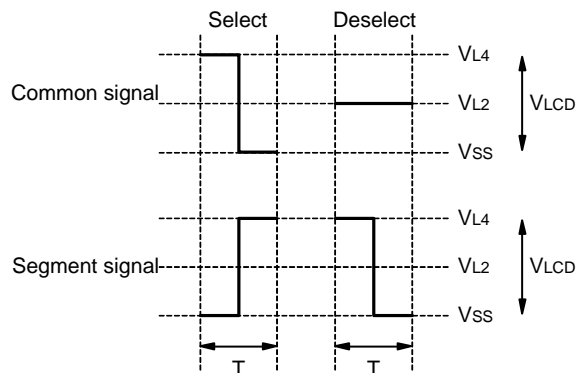 Select Deselect
VL4
Common signal VL2 VLCD
VSS
VL4
Segment signal VL2 VLCD
VSS
T T